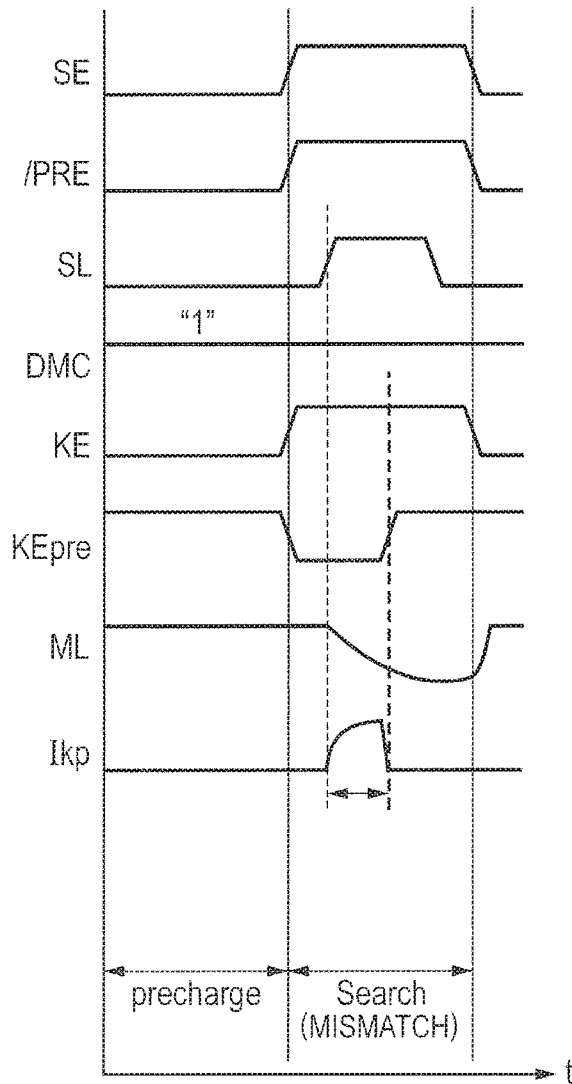 SE
/PRE
SL
“1”
DMC
KE
KEpre
ML
Ikp
precharge
Search
(MISMATCH)
t